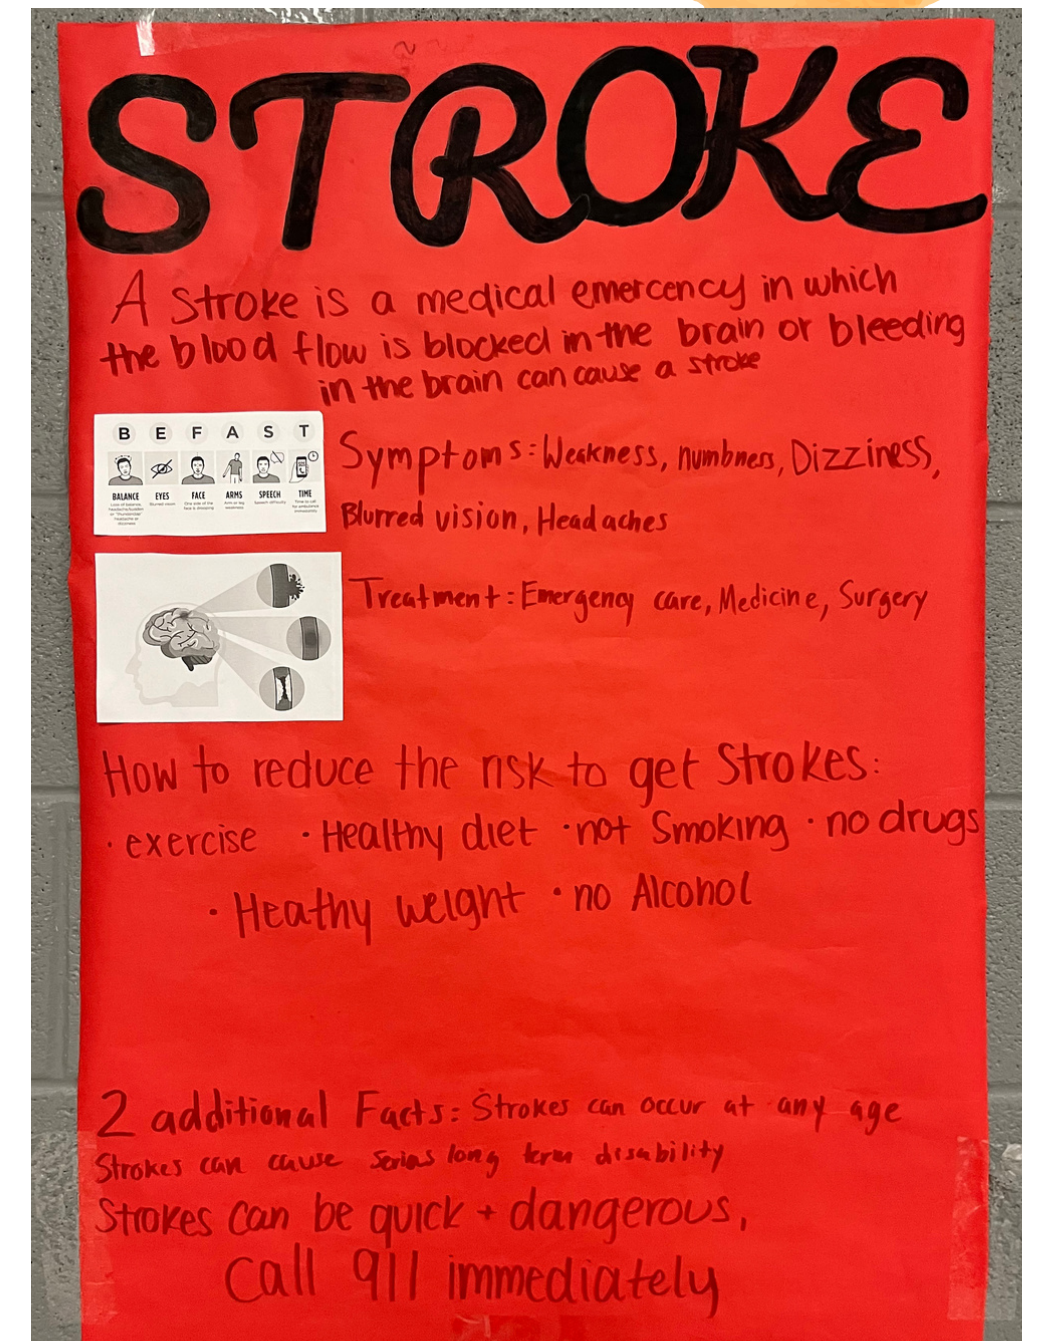 STROKE
A Stroke is a medical emercency in which
the blood flow is blocked in the brain or bleeding
in the brain can cause a stroke
B E F A S T
BALANCE EYES FACE ARMS SPEECH TIME
Symptoms: Weakness, numbness, Dizziness,
Blurred vision, Headaches
Treatment: Emergency care, Medicine, Surgery
How to reduce the risk to get Strokes:
· exercise · Healthy diet · not Smoking · no drugs
· Heathy weight · no Alcohol
2 additional Facts: Strokes can occur at any age
Strokes can cause serios long term disability
Strokes can be quick + dangerous,
Call 911 immediately